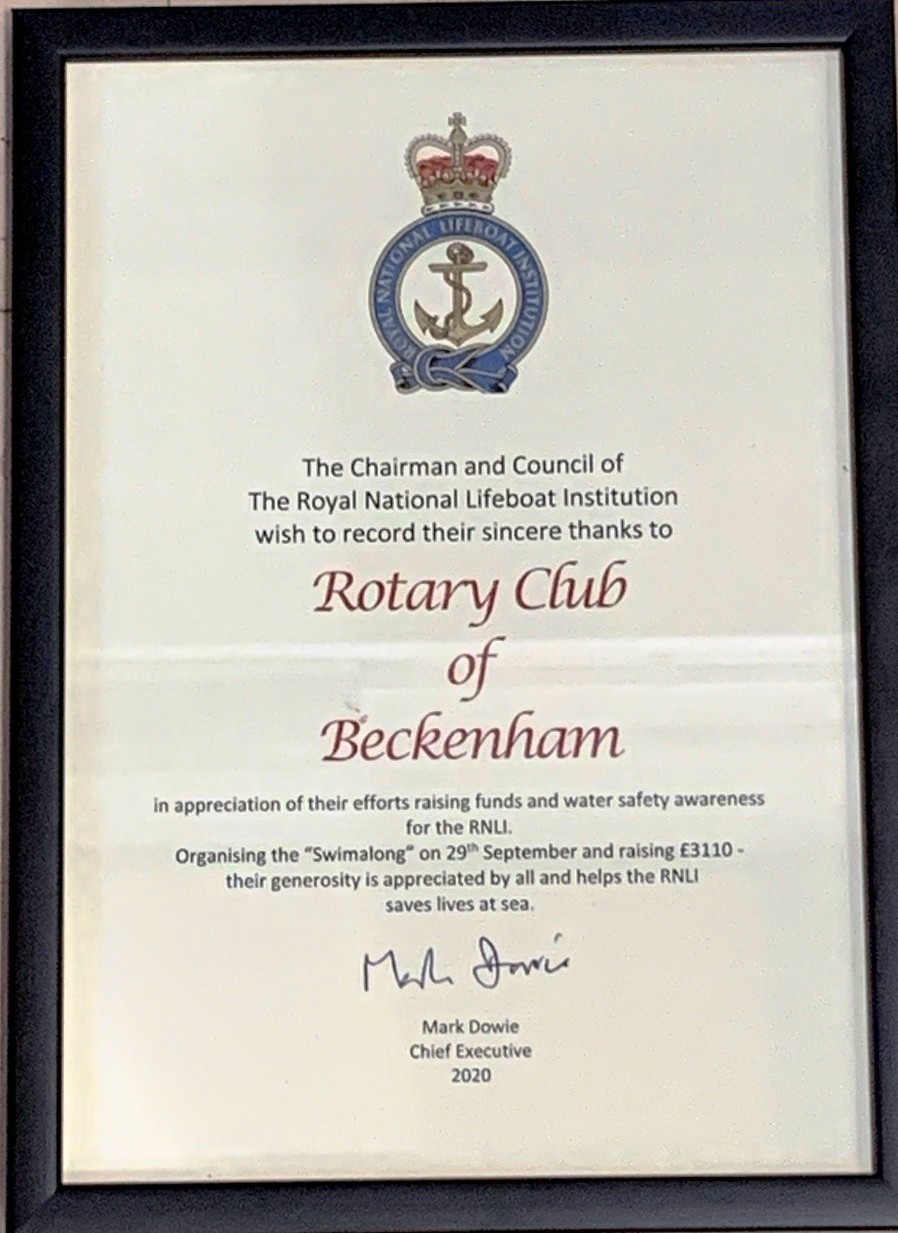 ROYAL NATIONAL LIFEBOAT INSTITUTION
The Chairman and Council of
The Royal National Lifeboat Institution
wish to record their sincere thanks to
Rotary Club
of
Beckenham
in appreciation of their efforts raising funds and water safety awareness
for the RNLI.
Organising the "Swimalong" on 29th September and raising £3110 -
their generosity is appreciated by all and helps the RNLI
saves lives at sea.
Mark Dowie
Mark Dowie
Chief Executive
2020